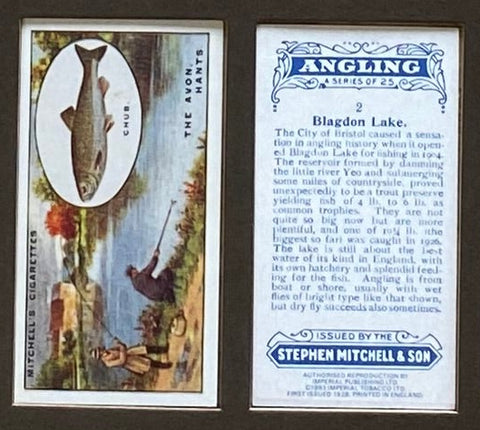 MITCHELL'S CIGARETTES
CHUB.
THE AVON.
HANTS
ANGLING
A SERIES OF 25
2
Blagdon Lake.
The City of Bristol caused a sensa-
tion in angling history when it open-
ed Blagdon Lake for fishing in 1904.
The reservoir formed by damming
the little river Yeo and submerging
some miles of countryside, proved
unexpectedly to be a trout preserve
yielding fish of 4 lb. to 6 lb. as
common trophies. They are not
quite so big now but are more
plentiful, and one of 10¼ lb. (the
biggest so far) was caught in 1926.
The lake is still about the best
water of its kind in England, with
its own hatchery and splendid feed-
ing for the fish. Angling is from
boat or shore, usually with wet
flies of bright type like that shown,
but dry fly succeeds also sometimes.
ISSUED BY THE
STEPHEN MITCHELL & SON
AUTHORISED REPRODUCTION BY
IMPERIAL PUBLISHING LTD.
©1993 IMPERIAL TOBACCO LTD.
FIRST ISSUED 1928. PRINTED IN ENGLAND.